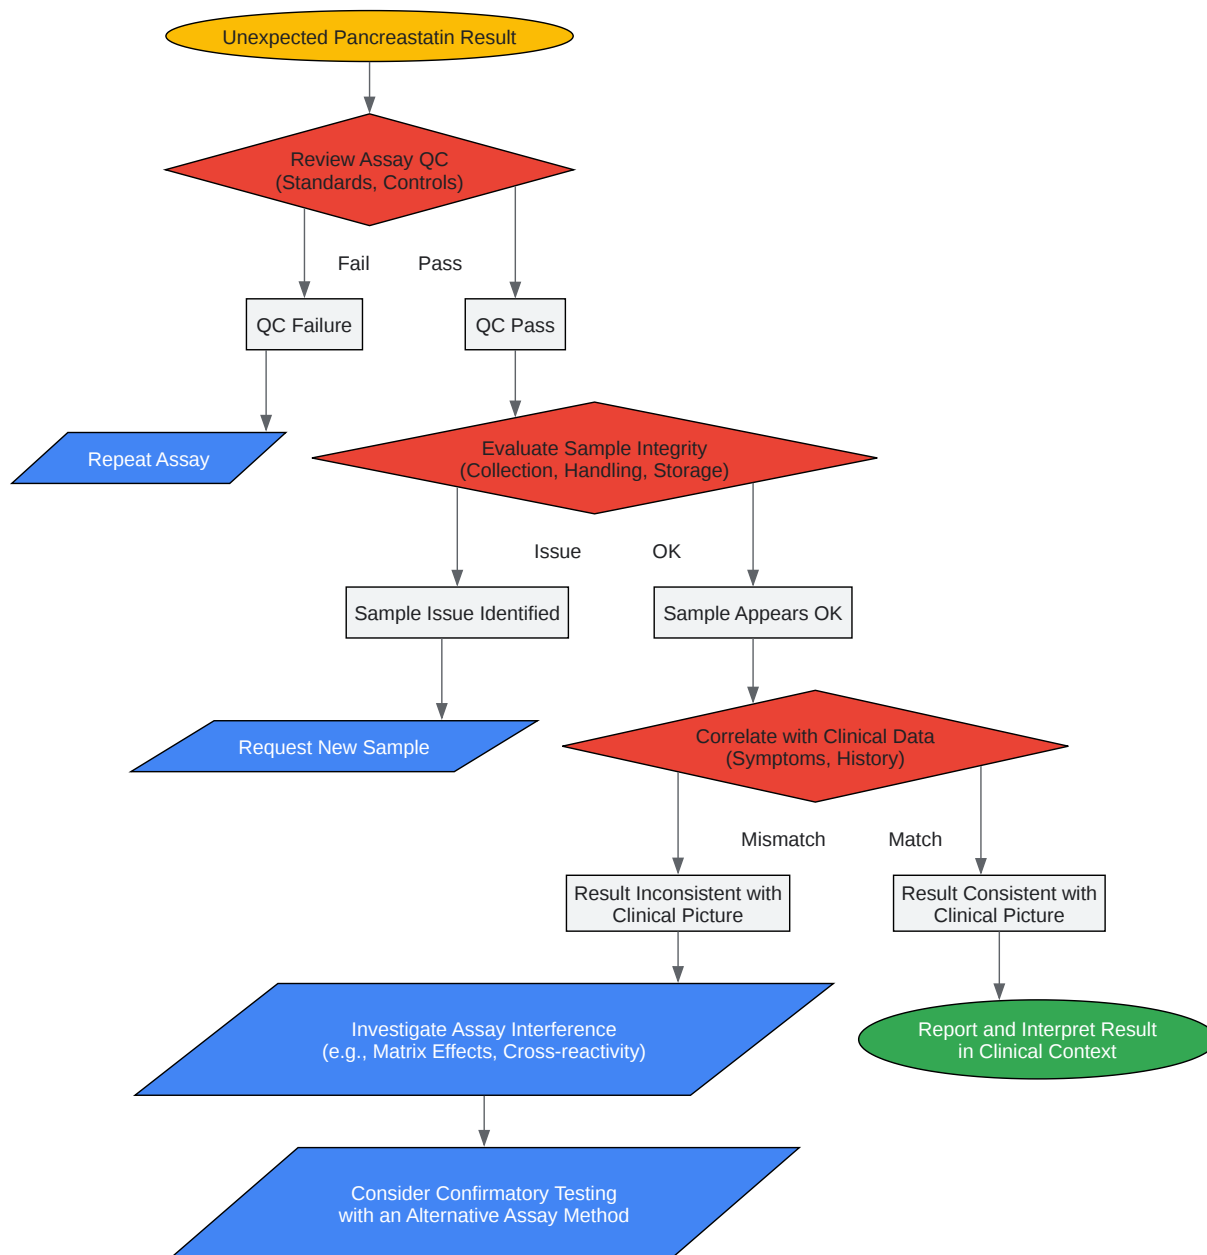 Unexpected Pancreastatin Result
Review Assay QC
(Standards, Controls)
Fail
Pass
QC Failure
QC Pass
Repeat Assay
Evaluate Sample Integrity
(Collection, Handling, Storage)
Issue
OK
Sample Issue Identified
Sample Appears OK
Request New Sample
Correlate with Clinical Data
(Symptoms, History)
Mismatch
Match
Result Inconsistent with
Clinical Picture
Result Consistent with
Clinical Picture
Investigate Assay Interference
(e.g., Matrix Effects, Cross-reactivity)
Report and Interpret Result
in Clinical Context
Consider Confirmatory Testing
with an Alternative Assay Method